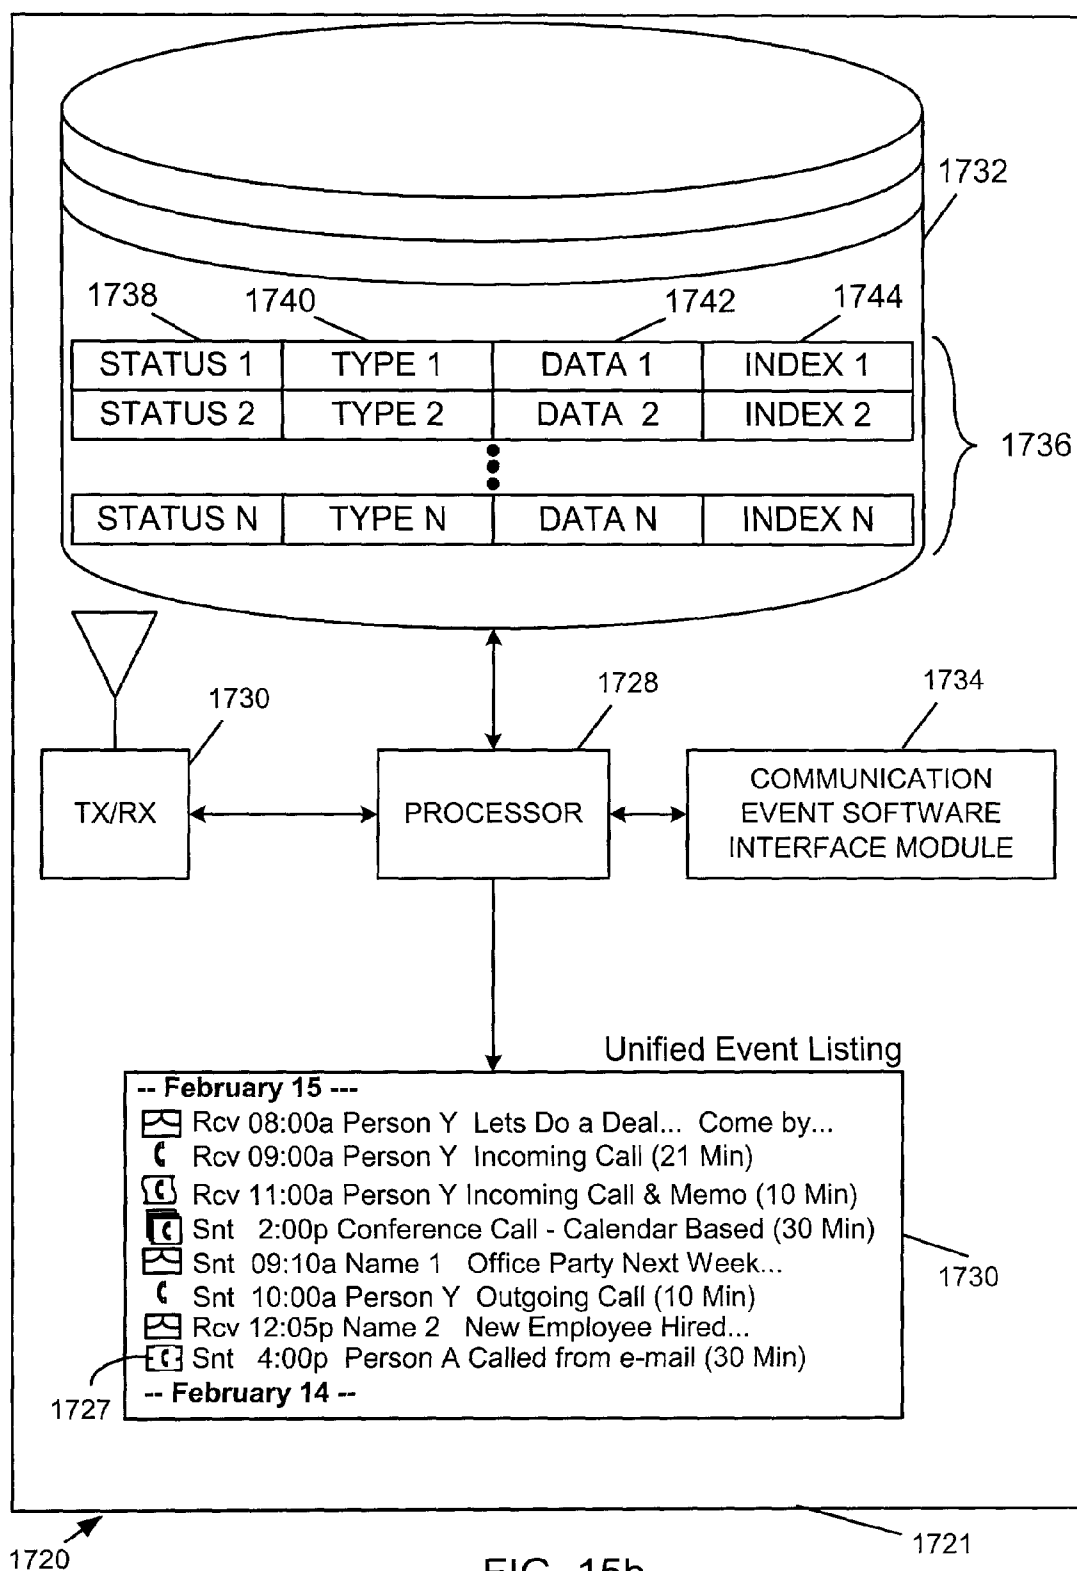 1732
1738 1740 1742 1744
STATUS 1 TYPE 1 DATA 1 INDEX 1
STATUS 2 TYPE 2 DATA 2 INDEX 2
1736
STATUS N TYPE N DATA N INDEX N
1730 1728 1734
TX/RX
PROCESSOR
COMMUNICATION
EVENT SOFTWARE
INTERFACE MODULE
Unified Event Listing
-- February 15 ---
Rcv 08:00a Person Y Lets Do a Deal... Come by...
Rcv 09:00a Person Y Incoming Call (21 Min)
Rcv 11:00a Person Y Incoming Call & Memo (10 Min)
Snt 2:00p Conference Call - Calendar Based (30 Min)
Snt 09:10a Name 1 Office Party Next Week...
Snt 10:00a Person Y Outgoing Call (10 Min)
Rcv 12:05p Name 2 New Employee Hired...
Snt 4:00p Person A Called from e-mail (30 Min)
-- February 14 --
1730
1727
1720
1721
FIG. 15b